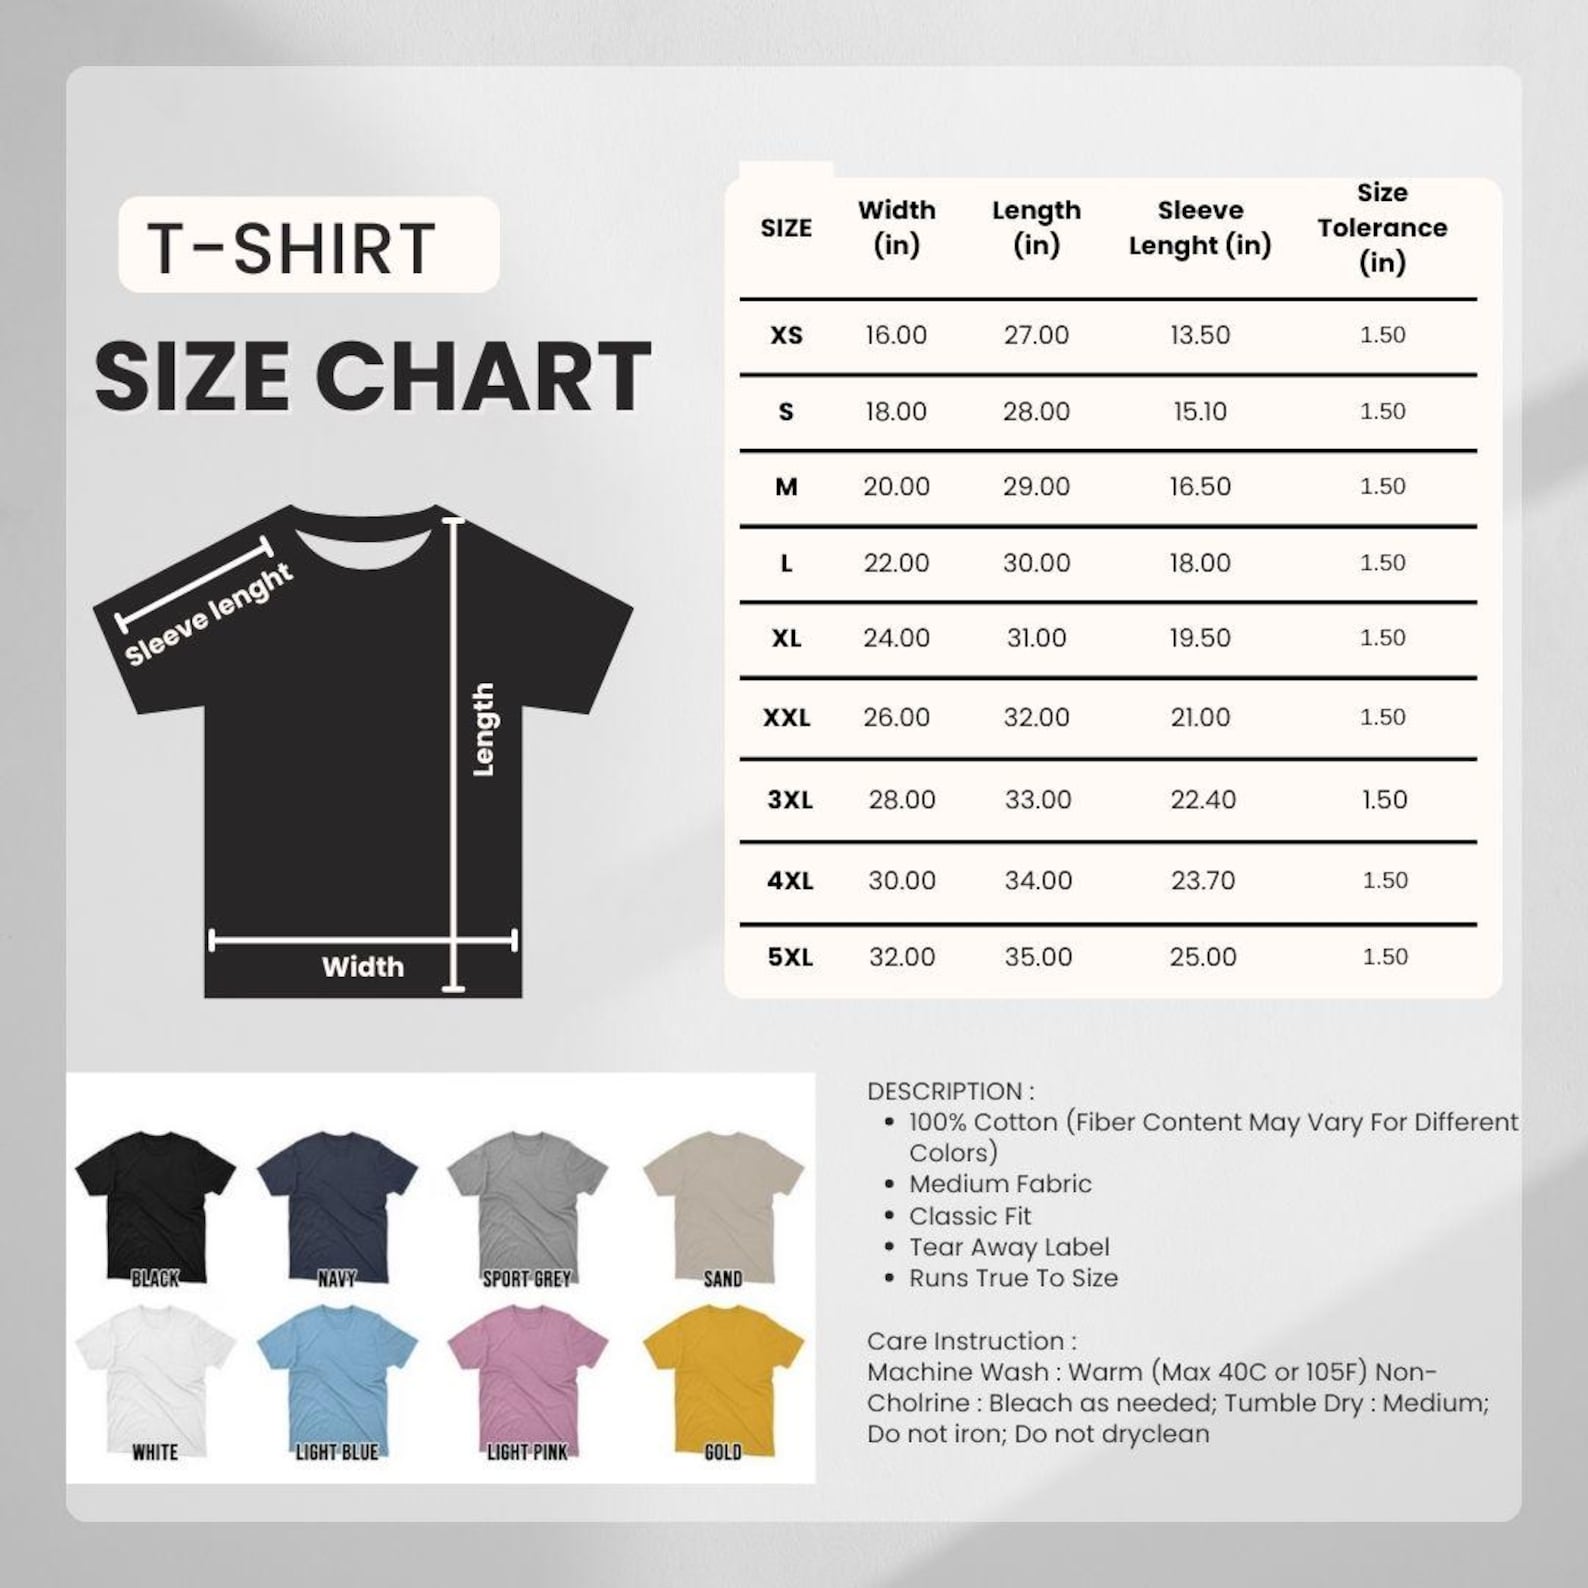 T-SHIRT
SIZE CHART
Sleeve lenght
Length
Width
SIZE Width (in) Length (in) Sleeve Lenght (in) Size Tolerance (in)
XS 16.00 27.00 13.50 1.50
S 18.00 28.00 15.10 1.50
M 20.00 29.00 16.50 1.50
L 22.00 30.00 18.00 1.50
XL 24.00 31.00 19.50 1.50
XXL 26.00 32.00 21.00 1.50
3XL 28.00 33.00 22.40 1.50
4XL 30.00 34.00 23.70 1.50
5XL 32.00 35.00 25.00 1.50
BLACK NAVY SPORT GREY SAND
WHITE LIGHT BLUE LIGHT PINK GOLD
DESCRIPTION :
• 100% Cotton (Fiber Content May Vary For Different
Colors)
• Medium Fabric
• Classic Fit
• Tear Away Label
• Runs True To Size
Care Instruction :
Machine Wash : Warm (Max 40C or 105F) Non-
Cholrine : Bleach as needed; Tumble Dry : Medium;
Do not iron; Do not dryclean